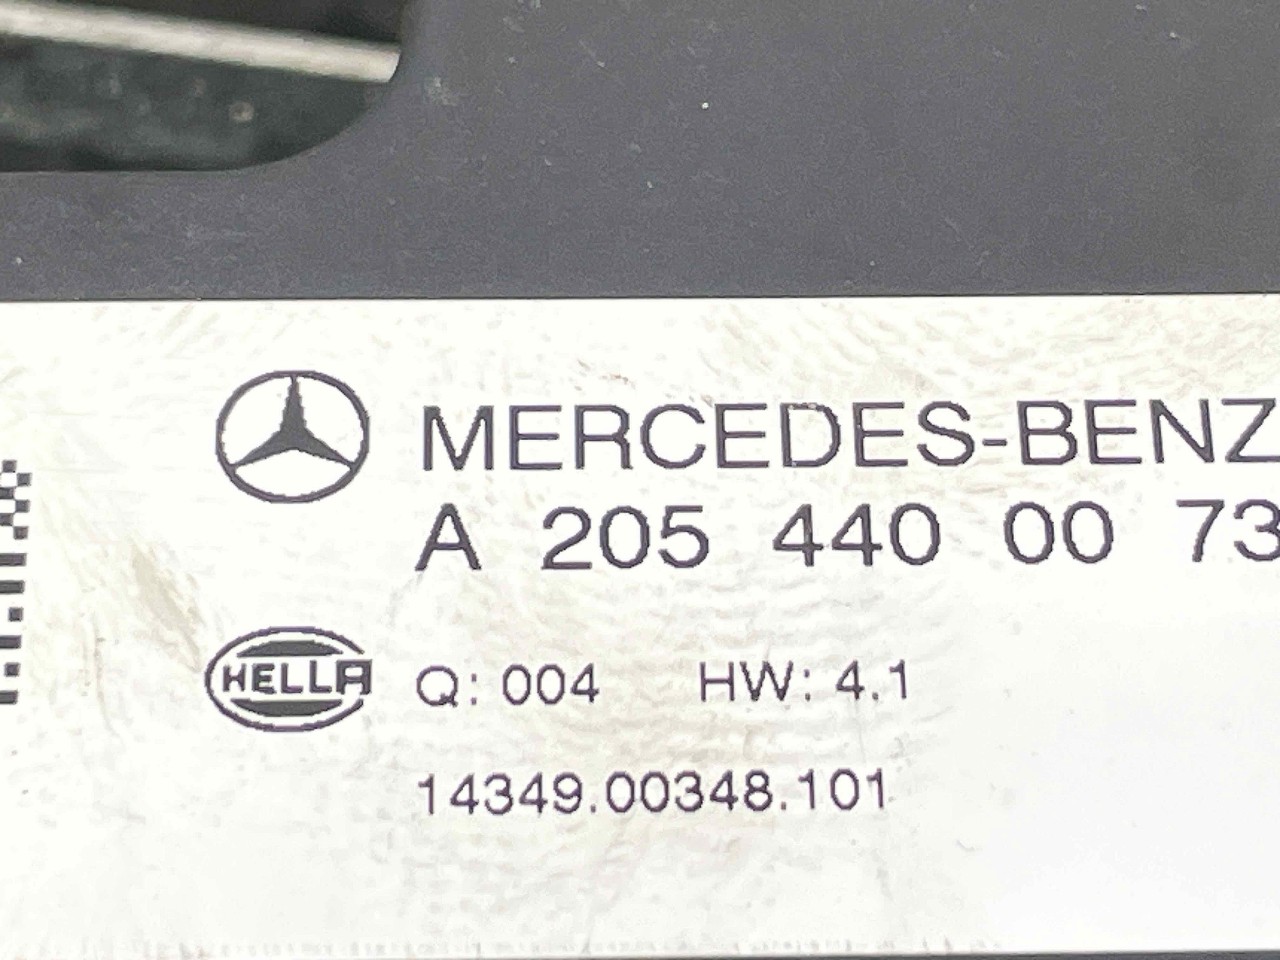 MERCEDES-BENZ
A 205 440 00 73
HELLA Q: 004 HW: 4.1
14349.00348.101